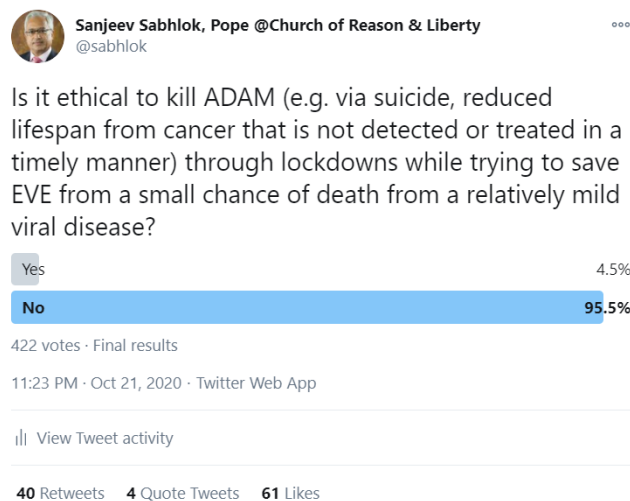 Sanjeev Sabhlok, Pope @Church of Reason & Liberty
@sabhlok
Is it ethical to kill ADAM (e.g. via suicide, reduced
lifespan from cancer that is not detected or treated in a
timely manner) through lockdowns while trying to save
EVE from a small chance of death from a relatively mild
viral disease?
Yes 4.5%
No 95.5%
422 votes · Final results
11:23 PM · Oct 21, 2020 · Twitter Web App
View Tweet activity
40 Retweets 4 Quote Tweets 61 Likes